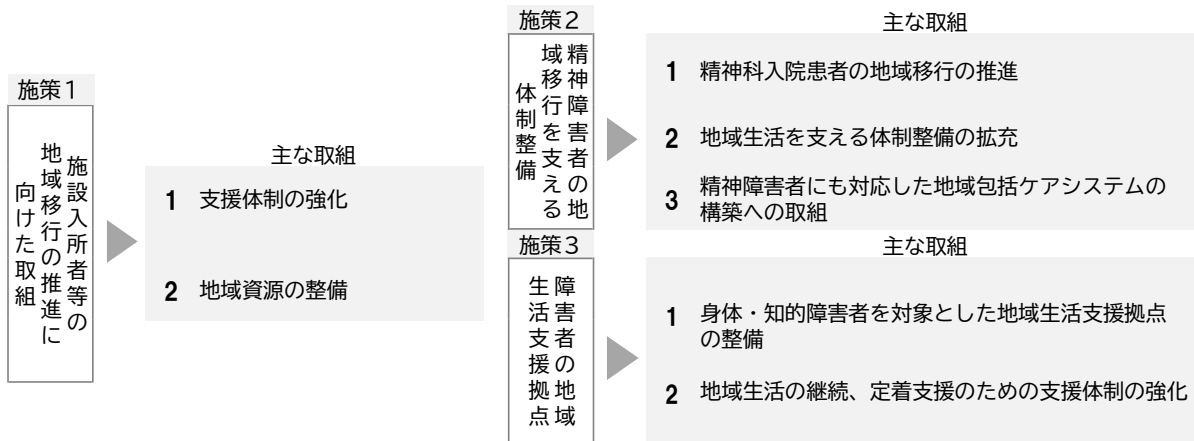 施策1
施設入所者等の
地域移行の推進に
向けた取組
主な取組
1 支援体制の強化
2 地域資源の整備
施策2
精神障害者の地
域移行を支える
体制整備
主な取組
1 精神科入院患者の地域移行の推進
2 地域生活を支える体制整備の拡充
3 精神障害者にも対応した地域包括ケアシステムの
構築への取組
施策3
障害者の地域
生活支援拠点
主な取組
1 身体・知的障害者を対象とした地域生活支援拠点
の整備
2 地域生活の継続、定着支援のための支援体制の強化